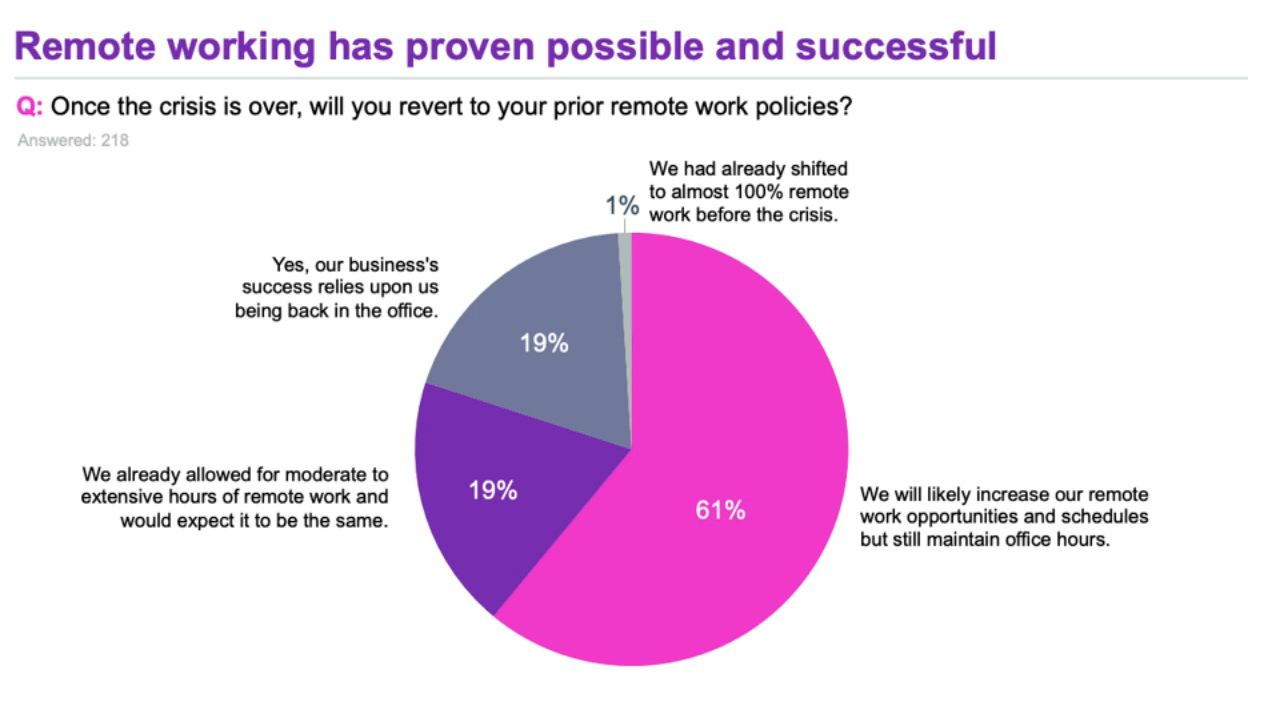 Remote working has proven possible and successful
Q: Once the crisis is over, will you revert to your prior remote work policies?
Answered: 218
We had already shifted
to almost 100% remote
work before the crisis.
1%
Yes, our business's
success relies upon us
being back in the office.
19%
We already allowed for moderate to
extensive hours of remote work and
would expect it to be the same.
19%
61%
We will likely increase our remote
work opportunities and schedules
but still maintain office hours.